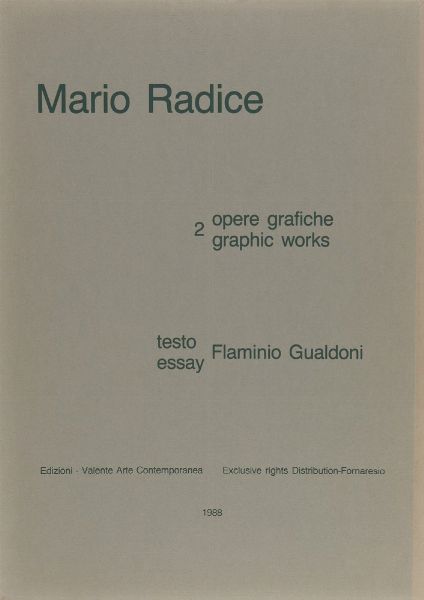 Mario Radice
2 opere grafiche
graphic works
testo
essay Flaminio Gualdoni
Edizioni - Valente Arte Contemporanea Exclusive rights Distribution-Fornaresio
1988